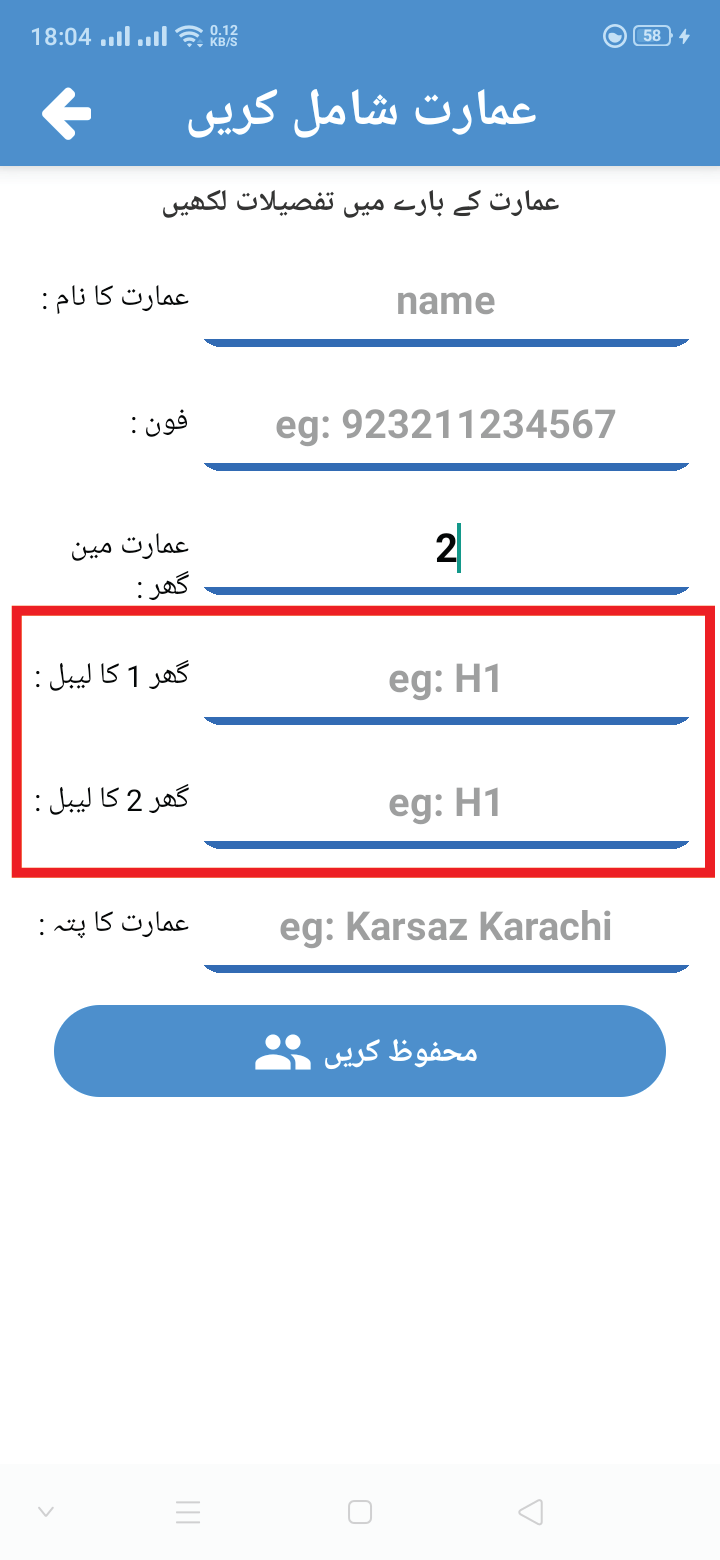 18:04 0.12 KB/S 58
عمارت شامل کریں
عمارت کے بارے میں تفصیلات لکھیں
عمارت کا نام :
name
فون :
eg: 923211234567
عمارت مین
گھر :
2
گھر 1 کا لیبل :
eg: H1
گھر 2 کا لیبل :
eg: H1
عمارت کا پتہ :
eg: Karsaz Karachi
محفوظ کریں